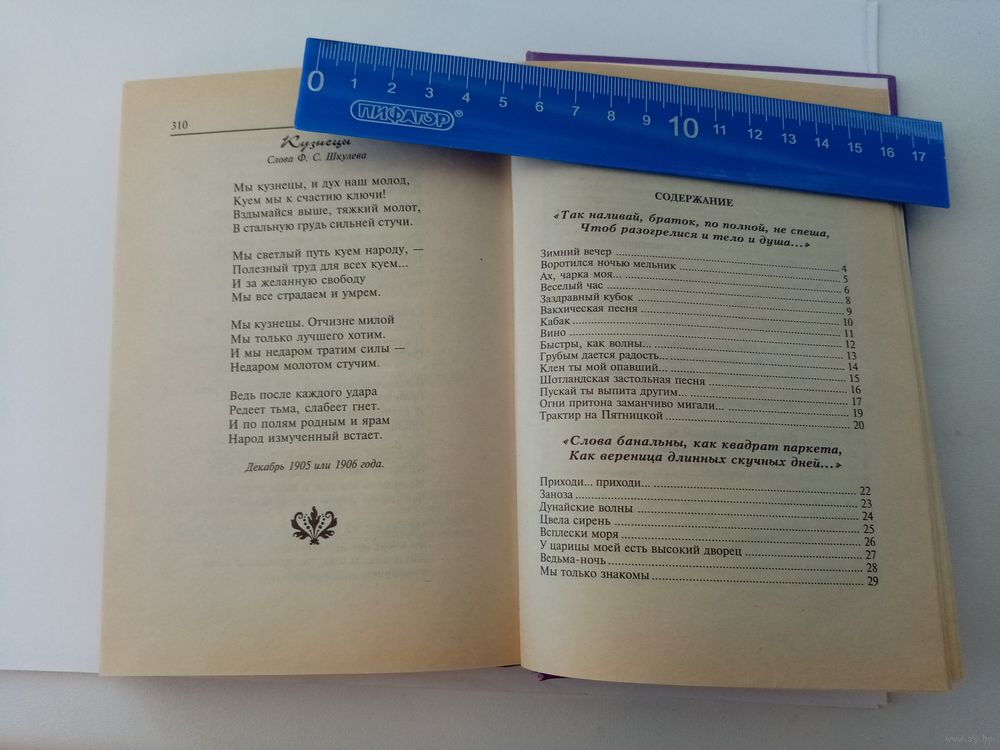 0 1 2 3 4 5 6 7 8 9 10 11 12 13 14 15 16 17
ПИФАГОР®
310
Кузнецы
Слова Ф. С. Шкулева
Мы кузнецы, и дух наш молод,
Куем мы к счастию ключи!
Вздымайся выше, тяжкий молот,
В стальную грудь сильней стучи.
Мы светлый путь куем народу, —
Полезный труд для всех куем...
И за желанную свободу
Мы все страдаем и умрем.
Мы кузнецы. Отчизне милой
Мы только лучшего хотим.
И мы недаром тратим силы —
Недаром молотом стучим.
Ведь после каждого удара
Редеет тьма, слабеет гнет.
И по полям родным и ярам
Народ измученный встает.
Декабрь 1905 или 1906 года.
СОДЕРЖАНИЕ
«Так наливай, браток, по полной, не спеша,
Чтоб разогрелися и тело и душа...»
Зимний вечер 4
Воротился ночью мельник 5
Ах, чарка моя... 6
Веселый час 8
Заздравный кубок 9
Вакхическая песня 10
Кабак 11
Вино 12
Быстры, как волны... 13
Грубым дается радость... 14
Клен ты мой опавший... 15
Шотландская застольная песня 16
Пускай ты выпита другим... 17
Огни притона заманчиво мигали... 19
Трактир на Пятницкой 20
«Слова банальны, как квадрат паркета,
Как вереница длинных скучных дней...»
Приходи... приходи... 22
Заноза 23
Дунайские волны 24
Цвела сирень 25
Вeплески моря 26
У царицы моей есть высокий дворец 27
Ведьма-ночь 28
Мы только знакомы 29
www.ay.by